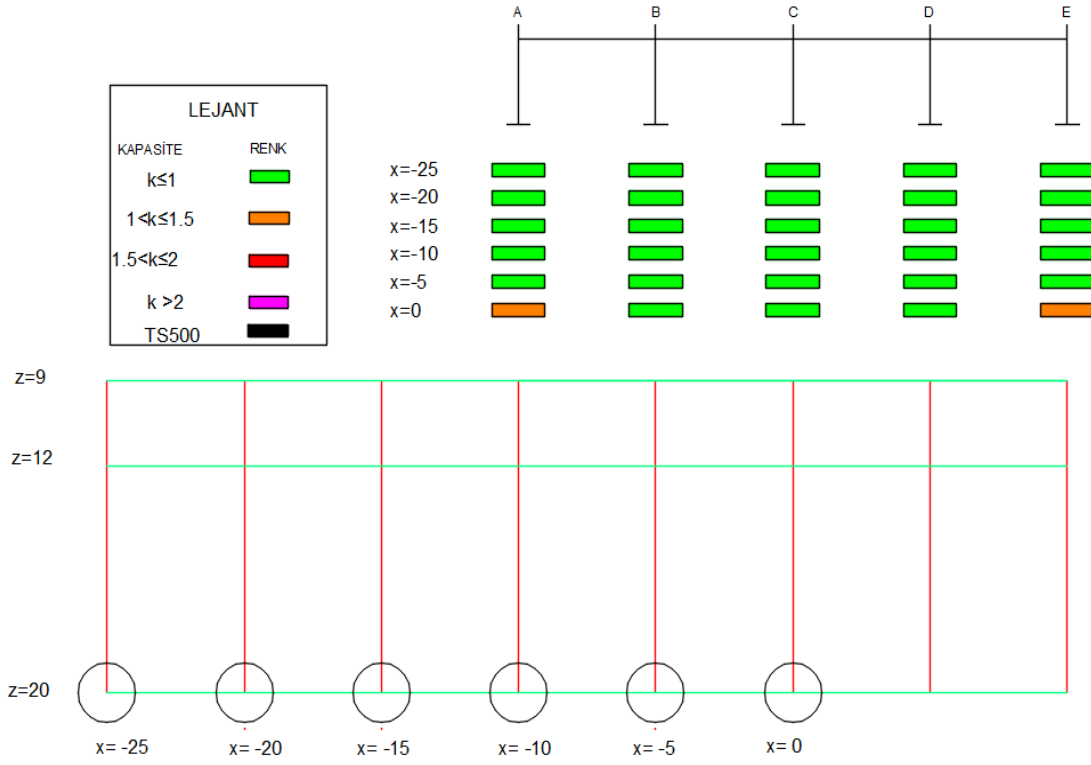 A B C D E
LEJANT
KAPASİTE RENK
k≤1
1<k≤1.5
1.5<k≤2
k >2
TS500
x=-25
x=-20
x=-15
x=-10
x=-5
x=0
z=9
z=12
z=20
x= -25 x= -20 x= -15 x= -10 x= -5 x= 0